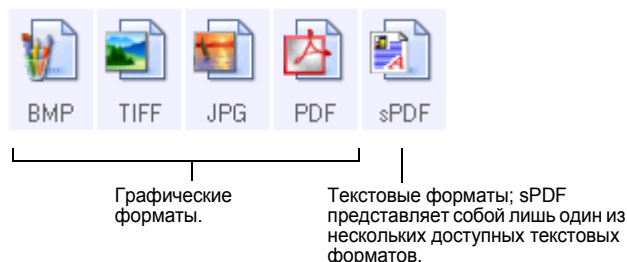 BMP TIFF JPG PDF sPDF
Графические
форматы.
Текстовые форматы; sPDF
представляет собой лишь один из
нескольких доступных текстовых
форматов.